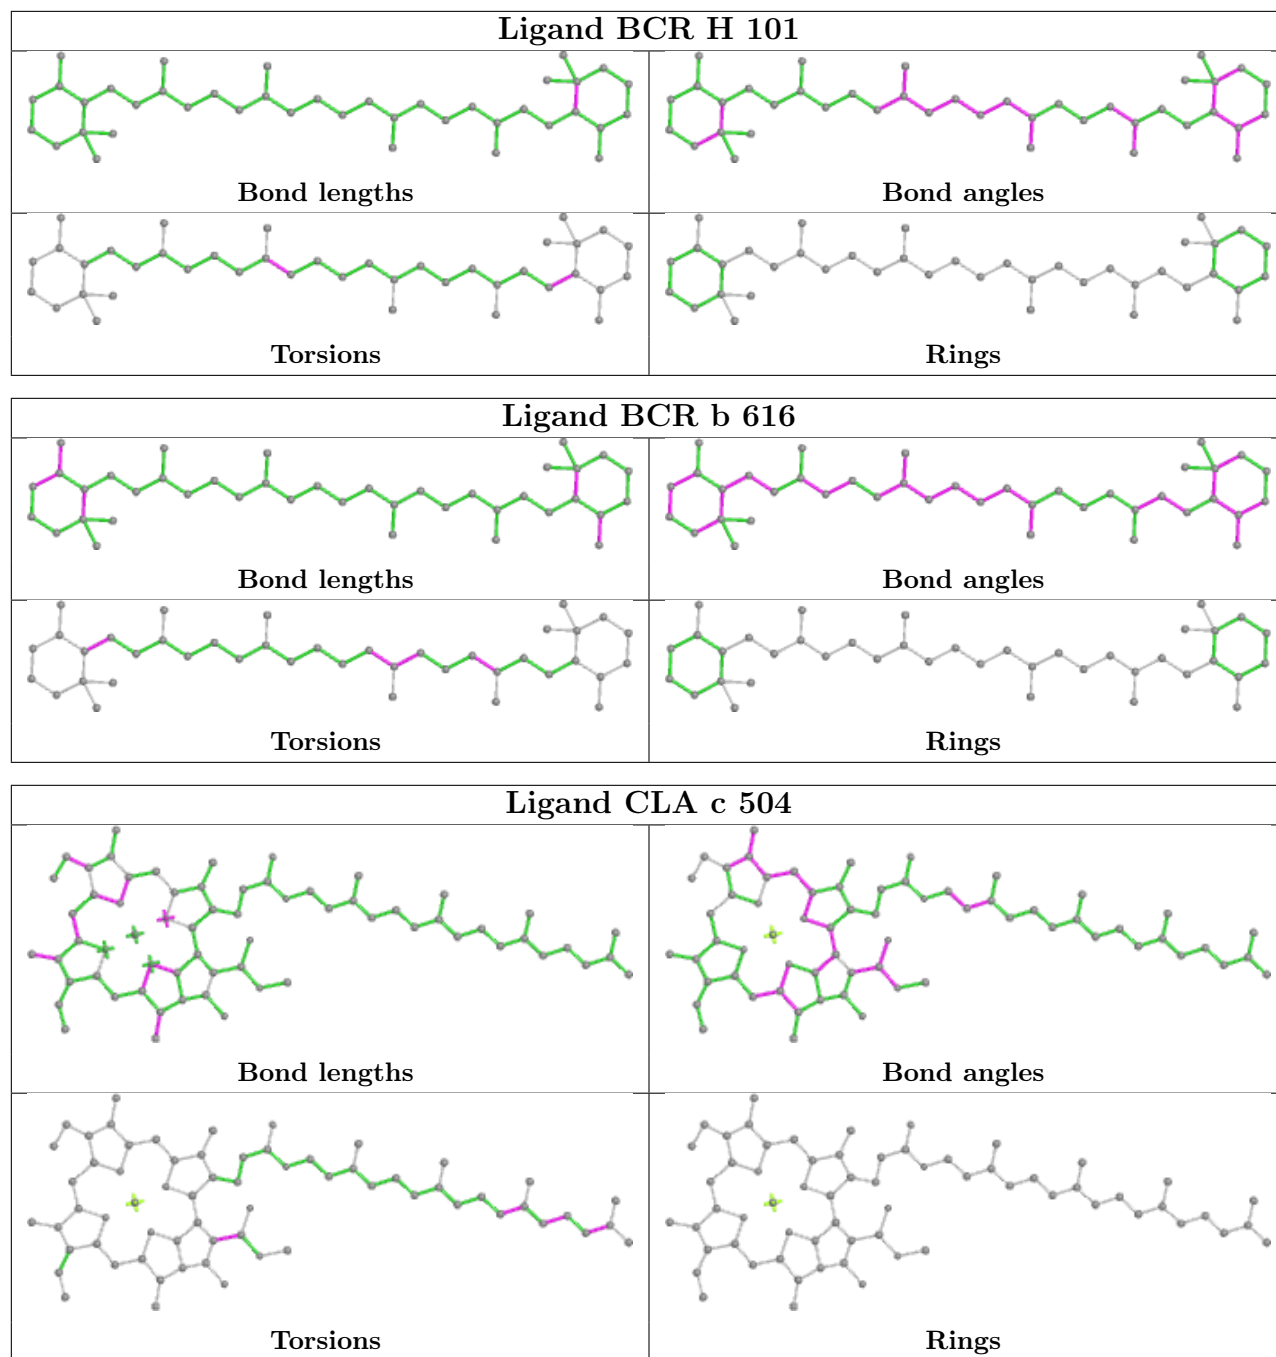 Ligand BCR H 101
Bond lengths
Bond angles
Torsions
Rings
Ligand BCR b 616
Bond lengths
Bond angles
Torsions
Rings
Ligand CLA c 504
Bond lengths
Bond angles
Torsions
Rings